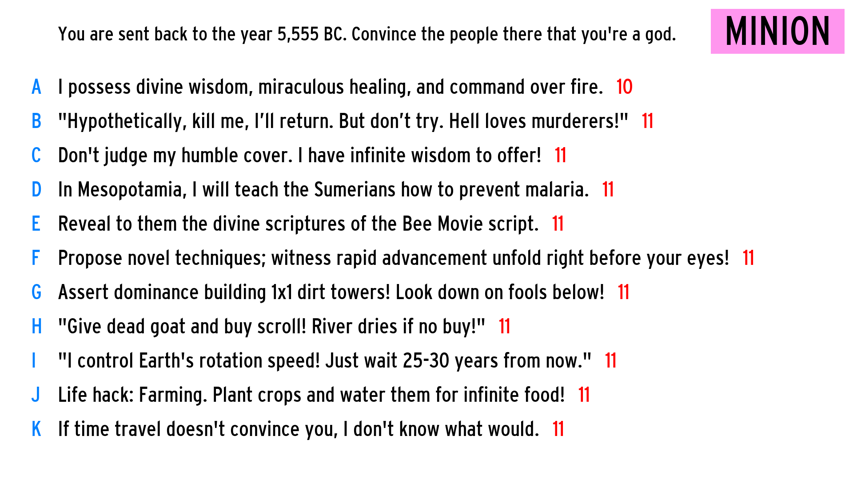 You are sent back to the year 5,555 BC. Convince the people there that you're a god.
MINION
A I possess divine wisdom, miraculous healing, and command over fire. 10
B "Hypothetically, kill me, I’ll return. But don’t try. Hell loves murderers!" 11
C Don't judge my humble cover. I have infinite wisdom to offer! 11
D In Mesopotamia, I will teach the Sumerians how to prevent malaria. 11
E Reveal to them the divine scriptures of the Bee Movie script. 11
F Propose novel techniques; witness rapid advancement unfold right before your eyes! 11
G Assert dominance building 1x1 dirt towers! Look down on fools below! 11
H "Give dead goat and buy scroll! River dries if no buy!" 11
I "I control Earth's rotation speed! Just wait 25-30 years from now." 11
J Life hack: Farming. Plant crops and water them for infinite food! 11
K If time travel doesn't convince you, I don't know what would. 11